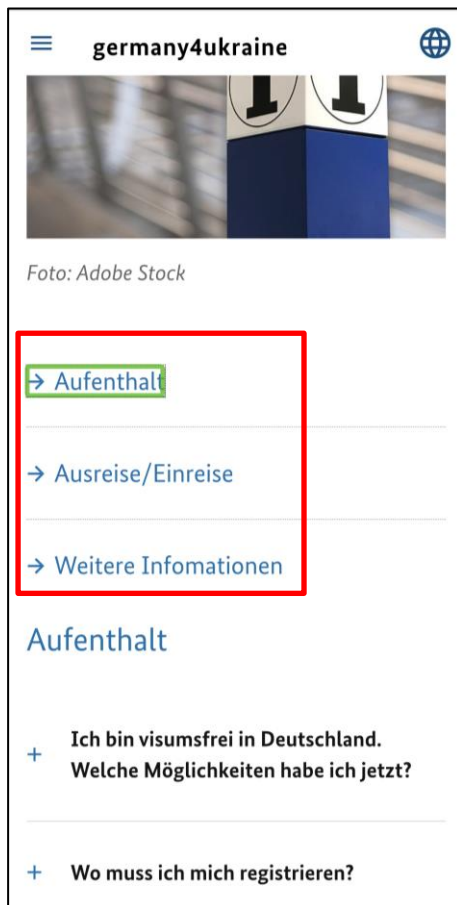 germany4ukraine
i i
Foto: Adobe Stock
→ Aufenthalt
→ Ausreise/Einreise
→ Weitere Infomationen
Aufenthalt
+ Ich bin visumsfrei in Deutschland.
Welche Möglichkeiten habe ich jetzt?
+ Wo muss ich mich registrieren?